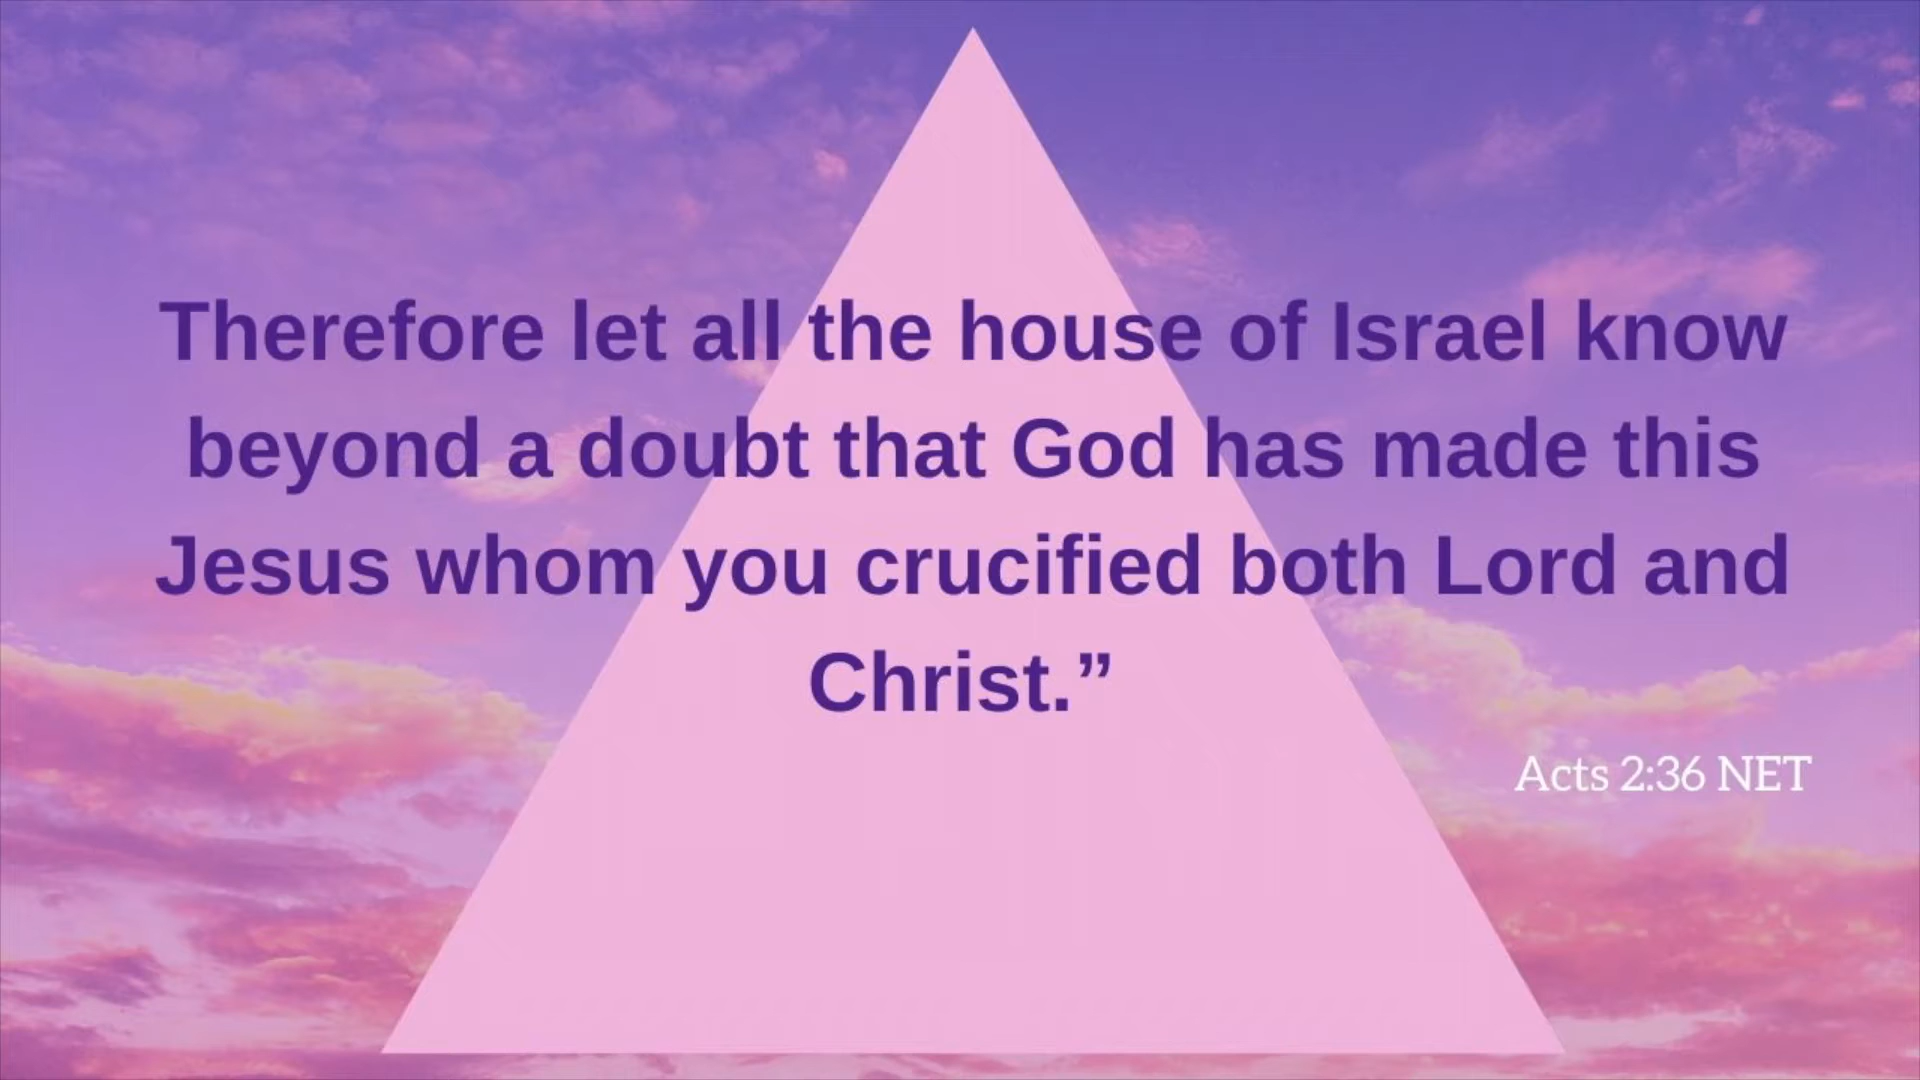 Therefore let all the house of Israel know
beyond a doubt that God has made this
Jesus whom you crucified both Lord and
Christ.”
Acts 2:36 NET